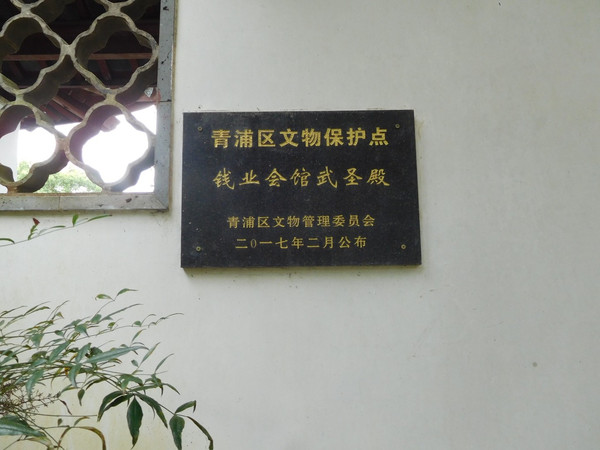 青浦区文物保护点
钱业会馆武圣殿
青浦区文物管理委员会
二0一七年二月公布